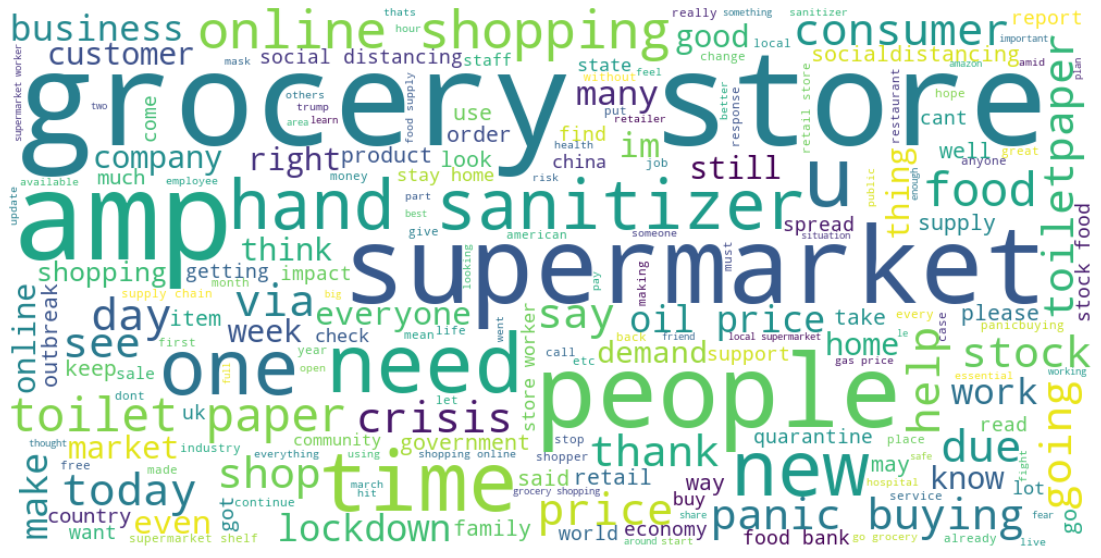 thats
something
sanitizer
business
online shopping
hour
really
consumer
report
good
important
customer
mask
social distancing
staff
local
socialdistancing
state
change
without
feel
amazon
amid
plan
grocery store
supermarket worker
two
others
trump
learn
area
food supply
come
use
order
many
put
retailer
find
better
response
retail store
restaurant
hope
cant
toiletpaper
company
right
product
look
health
im
china
job
still
well
anyone
great
much
stay home
available
employee
money
risk
amp
hand sanitizer
u
thing
public
enough
food
update
part
best
give
american
someone
spread
situation
supply
stock food
think
looking
must
shopping
getting
impact
month
making
supermarket
pay
online
outbreak
supply chain
big
day
item
via
everyone
say
oil price
take
please
every
case
panicbuying
see
week
check
mean
life
went
back
local supermarket
le
home
help
first
one
need
friend
demand
support
gas price
stock
keep
sale
year
open
call
etc
store worker
people
essential
working
work
going
full
dont
let
toilet paper
uk
crisis
read
thought
market
industry
community
government
stop
thank
quarantine
place
due
safe
fight
everything
using
shopping online
shopper
hospital
make
free
made
shop
time
march
hit
said
retail
way
new
may
know
lot
go
today
got
continue
grocery shopping
price
buy
service
country
share
panic buying
want
even
supermarket shelf
lockdown
family
world
economy
food bank
already
fear
around
start
go grocery
live